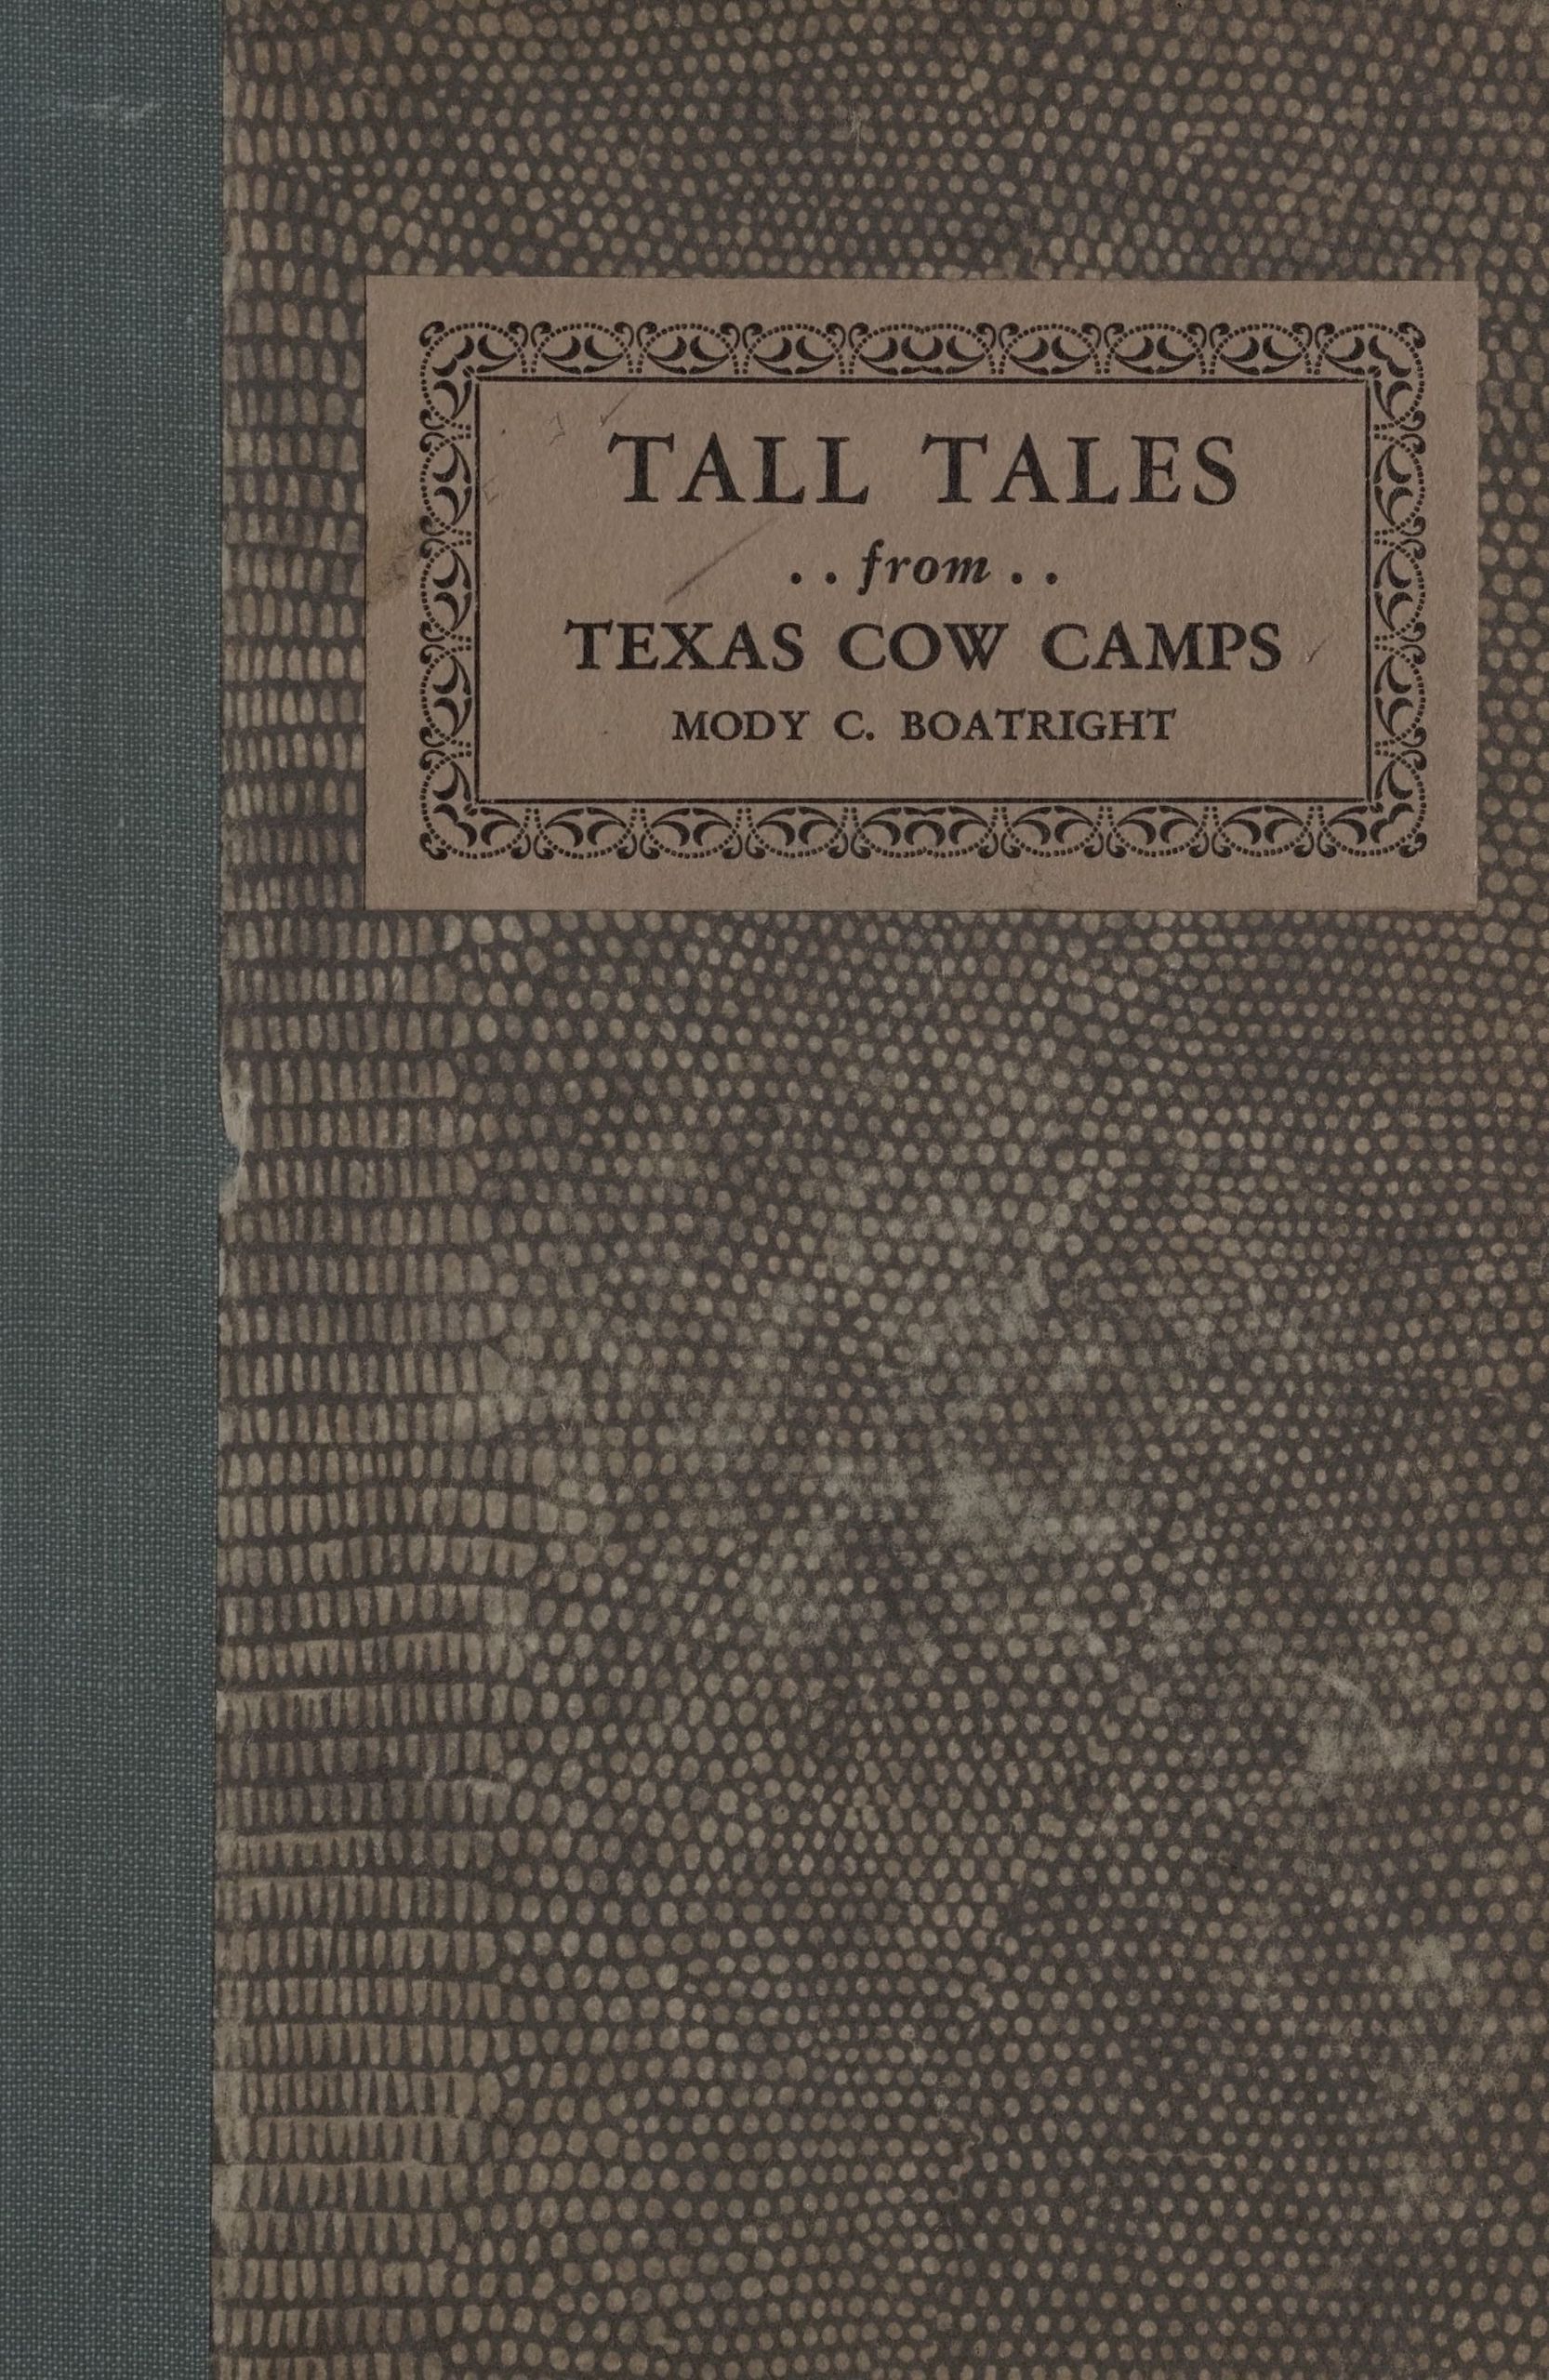 TALL TALES
. . from . .
TEXAS COW CAMPS
MODY C. BOATRIGHT